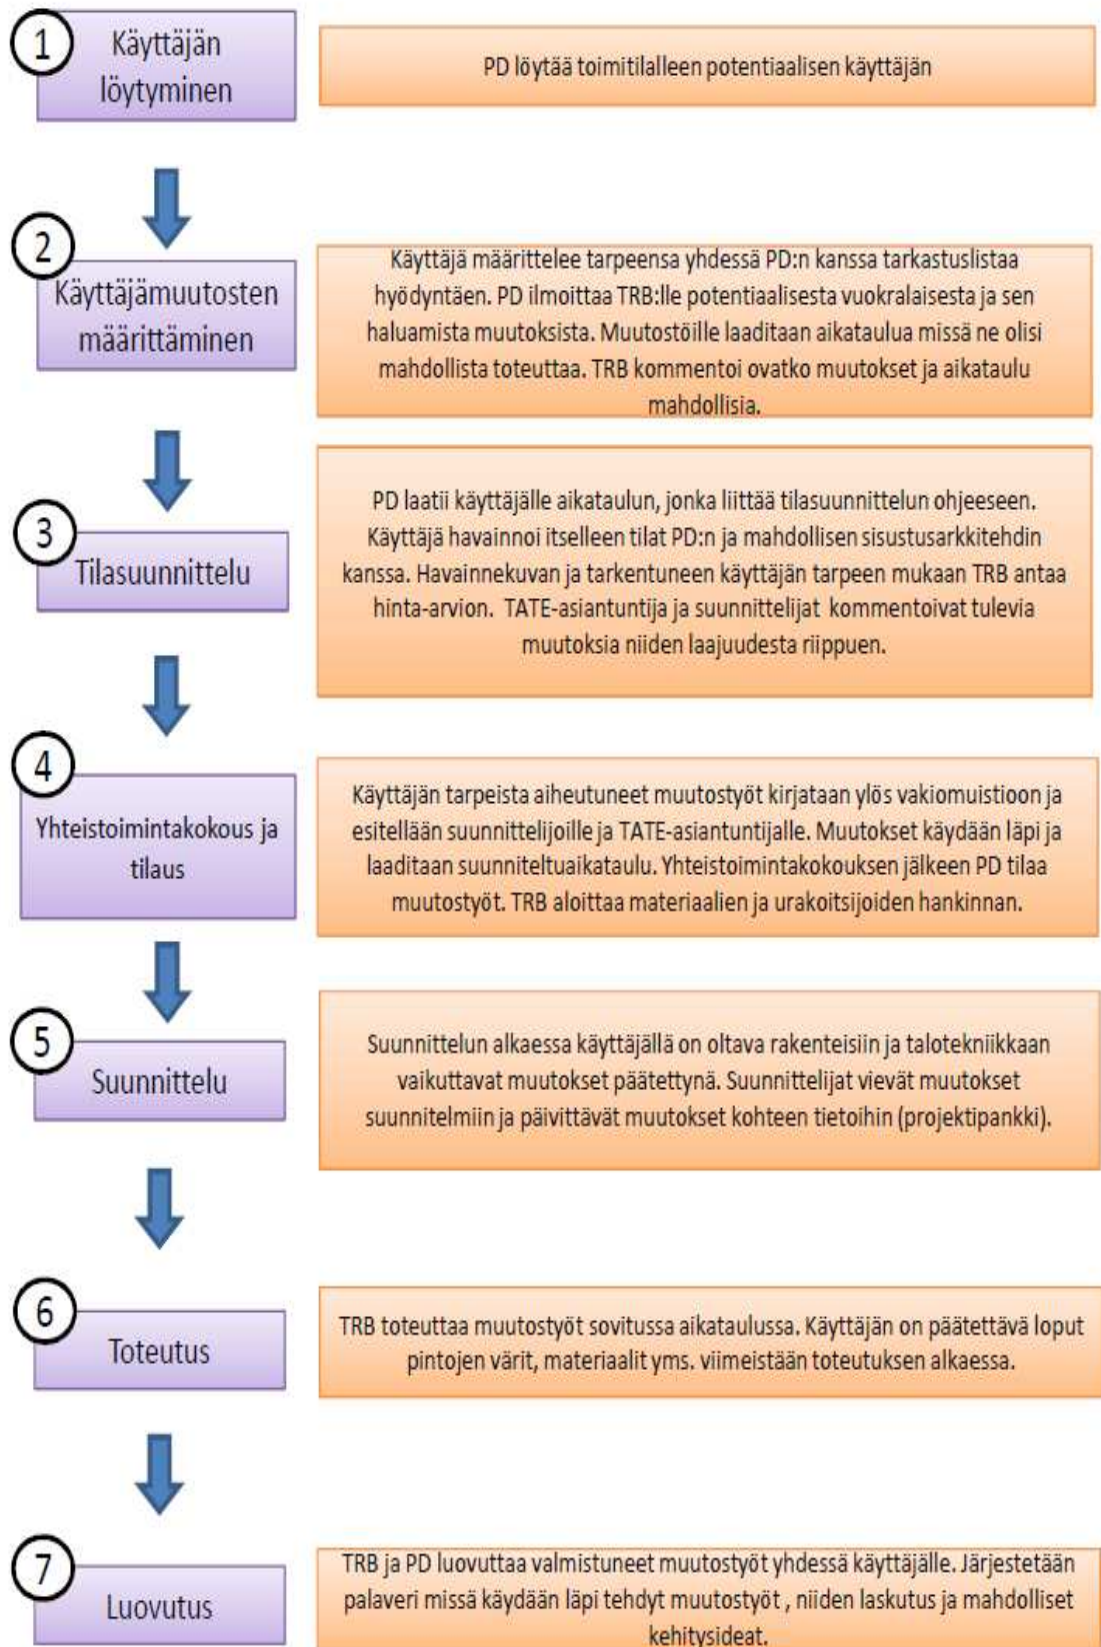 1
Käyttäjän
löytyminen
PD löytää toimitilalleen potentiaalisen käyttäjän
2
Käyttäjämuutosten
määrittäminen
Käyttäjä määrittelee tarpeensa yhdessä PD:n kanssa tarkastuslistaa
hyödyntäen. PD ilmoittaa TRB:lle potentiaalisesta vuokralaisesta ja sen
haluamista muutoksista. Muutostöille laaditaan aikataulua missä ne olisi
mahdollista toteuttaa. TRB kommentoi ovatko muutokset ja aikataulu
mahdollisia.
3
Tilasuunnittelu
PD laatii käyttäjälle aikataulun, jonka liittää tilasuunnittelun ohjeeseen.
Käyttäjä havainnoi itselleen tilat PD:n ja mahdollisen sisustusarkkitehdin
kanssa. Havainnekuvan ja tarkentuneen käyttäjän tarpeen mukaan TRB antaa
hinta-arvion. TATE-asiantuntija ja suunnittelijat kommentoivat tulevia
muutoksia niiden laajuudesta riippuen.
4
Yhteistoimintakokous ja
tilaus
Käyttäjän tarpeista aiheutuneet muutostyöt kirjataan ylös vakiomuistioon ja
esitellään suunnittelijoille ja TATE-asiantuntijalle. Muutokset käydään läpi ja
laaditaan suunniteltuaikataulu. Yhteistoimintakokouksen jälkeen PD tilaa
muutostyöt. TRB aloittaa materiaalien ja urakoitsijoiden hankinnan.
5
Suunnittelu
Suunnittelun alkaessa käyttäjällä on oltava rakenteisiin ja talotekniikkaan
vaikuttavat muutokset päätettynä. Suunnittelijat vievät muutokset
suunnitelmiin ja päivittävät muutokset kohteen tietoihin (projektipankki).
6
Toteutus
TRB toteuttaa muutostyöt sovitussa aikataulussa. Käyttäjän on päätettävä loput
pintojen värit, materiaalit yms. viimeistään toteutuksen alkaessa.
7
Luovutus
TRB ja PD luovuttaa valmistuneet muutostyöt yhdessä käyttäjälle. Järjestetään
palaveri missä käydään läpi tehdyt muutostyöt , niiden laskutus ja mahdolliset
kehitysideat.